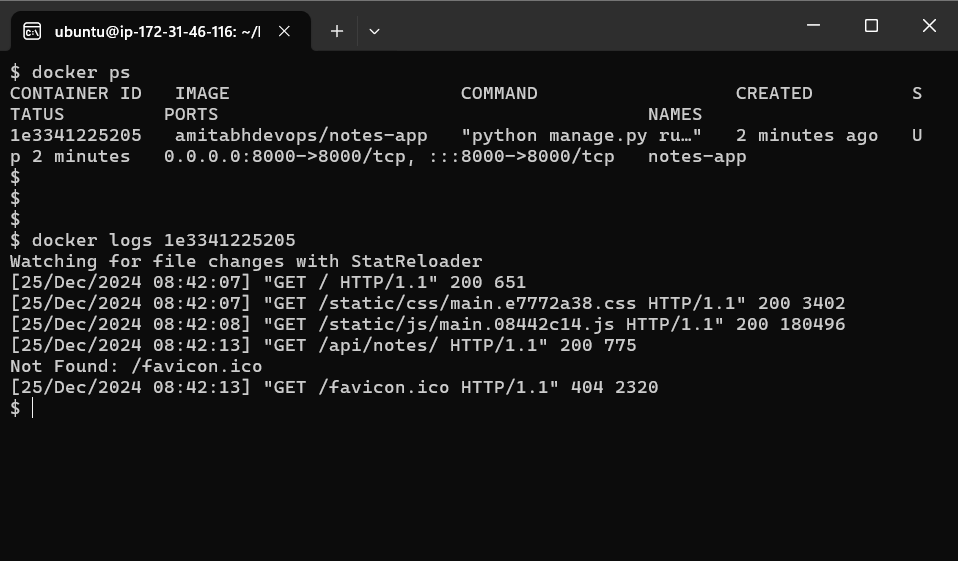 ubuntu@ip-172-31-46-116: ~/
$ docker ps
CONTAINER ID   IMAGE                     COMMAND                  CREATED         S
TATUS         PORTS                                       NAMES
1e3341225205   amitabhdevops/notes-app   "python manage.py ru…"   2 minutes ago   U
p 2 minutes   0.0.0.0:8000->8000/tcp, :::8000->8000/tcp   notes-app
$
$
$
$ docker logs 1e3341225205
Watching for file changes with StatReloader
[25/Dec/2024 08:42:07] "GET / HTTP/1.1" 200 651
[25/Dec/2024 08:42:07] "GET /static/css/main.e7772a38.css HTTP/1.1" 200 3402
[25/Dec/2024 08:42:08] "GET /static/js/main.08442c14.js HTTP/1.1" 200 180496
[25/Dec/2024 08:42:13] "GET /api/notes/ HTTP/1.1" 200 775
Not Found: /favicon.ico
[25/Dec/2024 08:42:13] "GET /favicon.ico HTTP/1.1" 404 2320
$